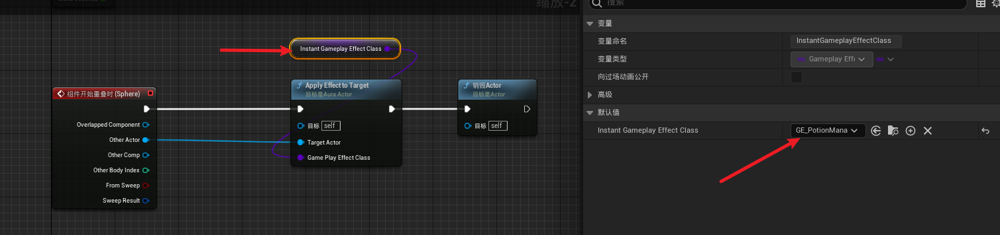 缩放-2
搜索
Instant Gameplay Effect Class
组件开始重叠时 (Sphere)
Overlapped Component
Other Actor
Other Comp
Other Body Index
From Sweep
Sweep Result
Apply Effect to Target
目标是Aura Actor
目标 self
Target Actor
Game Play Effect Class
销毁Actor
目标是Actor
目标 self
变量
变量命名 InstantGameplayEffectClass
变量类型 Gameplay Effe
向过场动画公开
高级
默认值
Instant Gameplay Effect Class GE_PotionMana